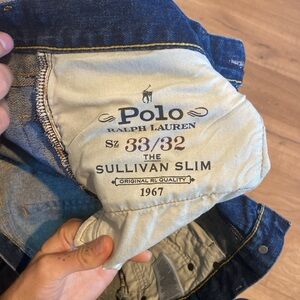 Polo
RALPH LAUREN
Sz 33/32
THE
SULLIVAN SLIM
ORIGINAL RL QUALITY
1967